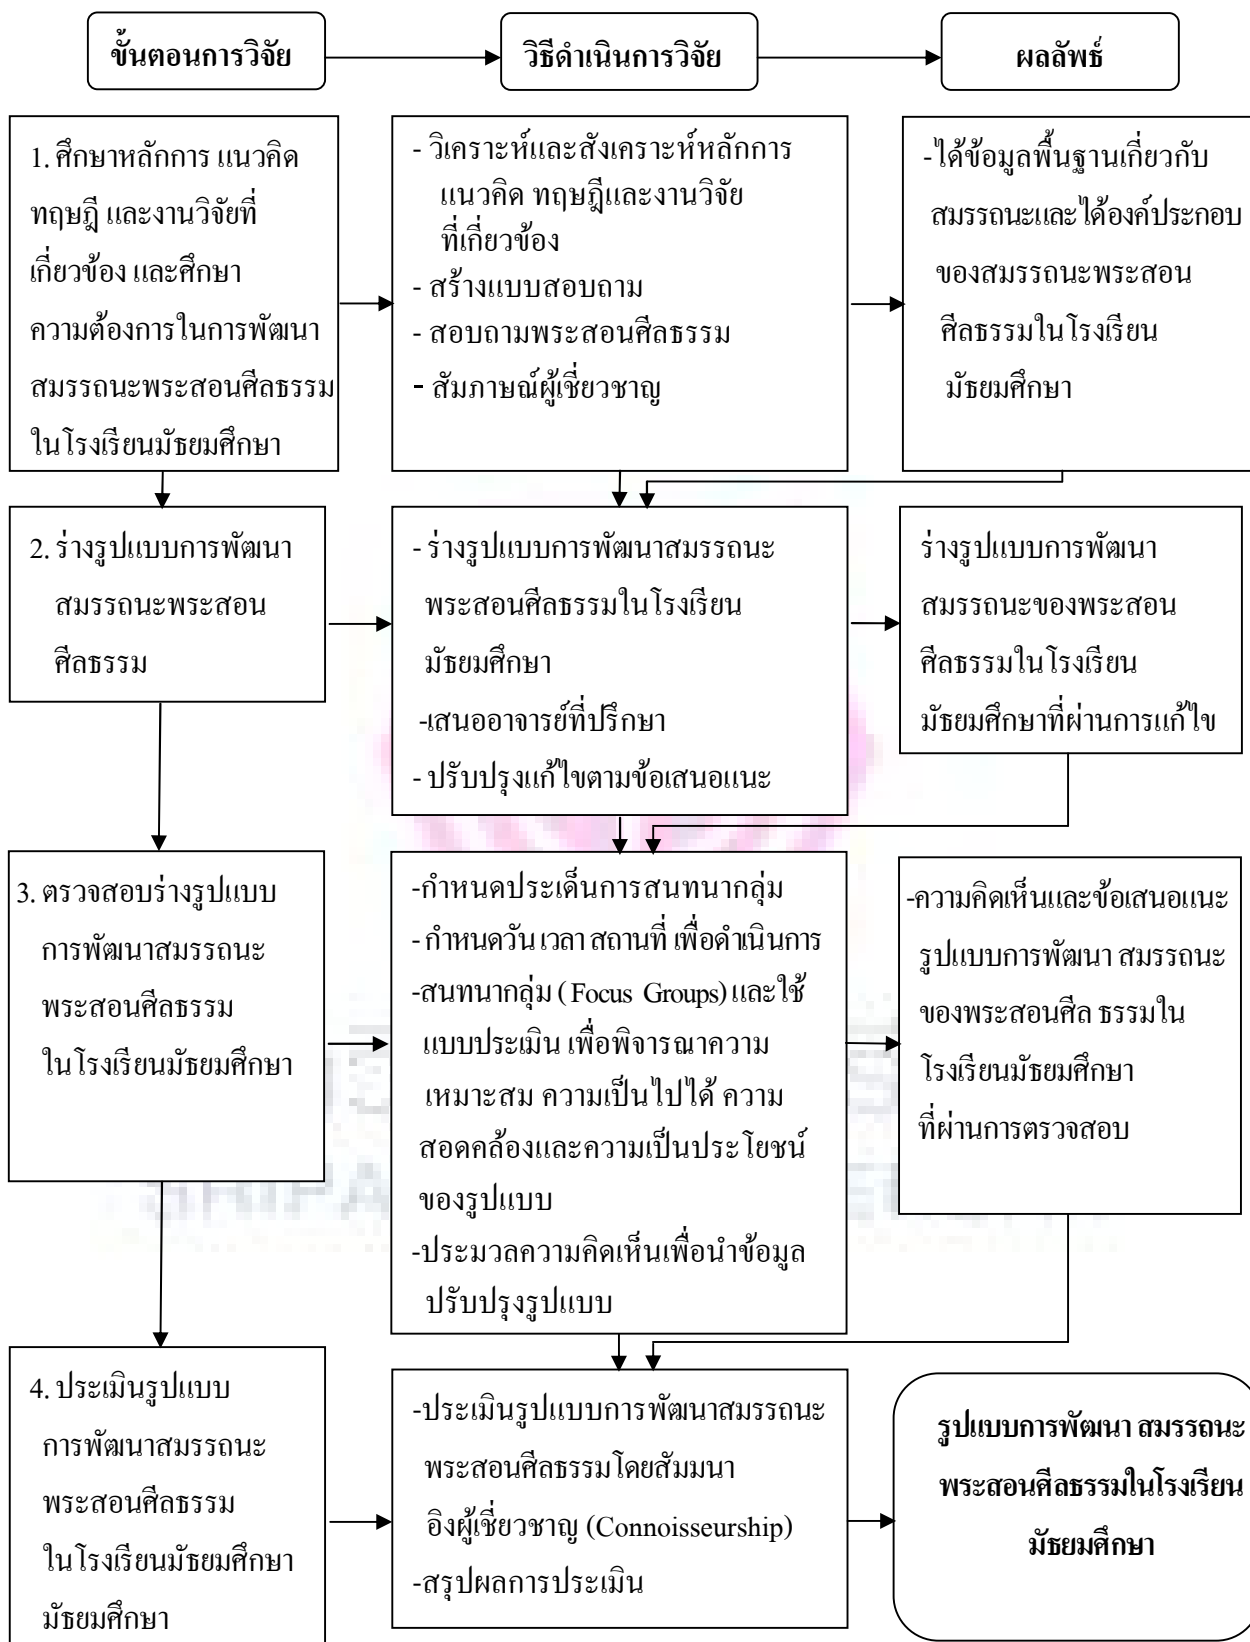 ขั้นตอนการวิจัย
วิธีดำเนินการวิจัย
ผลลัพธ์
1. ศึกษาหลักการ แนวคิด
ทฤษฎี และงานวิจัยที่
เกี่ยวข้อง และศึกษา
ความต้องการในการพัฒนา
สมรรถนะพระสอนศีลธรรม
ในโรงเรียนมัธยมศึกษา
- วิเคราะห์และสังเคราะห์หลักการ
แนวคิด ทฤษฎีและงานวิจัย
ที่เกี่ยวข้อง
- สร้างแบบสอบถาม
- สอบถามพระสอนศีลธรรม
- สัมภาษณ์ผู้เชี่ยวชาญ
-ได้ข้อมูลพื้นฐานเกี่ยวกับ
สมรรถนะและได้องค์ประกอบ
ของสมรรถนะพระสอน
ศีลธรรมในโรงเรียน
มัธยมศึกษา
2. ร่างรูปแบบการพัฒนา
สมรรถนะพระสอน
ศีลธรรม
- ร่างรูปแบบการพัฒนาสมรรถนะ
พระสอนศีลธรรมในโรงเรียน
มัธยมศึกษา
-เสนออาจารย์ที่ปรึกษา
- ปรับปรุงแก้ไขตามข้อเสนอแนะ
ร่างรูปแบบการพัฒนา
สมรรถนะของพระสอน
ศีลธรรมในโรงเรียน
มัธยมศึกษาที่ผ่านการแก้ไข
3. ตรวจสอบร่างรูปแบบ
การพัฒนาสมรรถนะ
พระสอนศีลธรรม
ในโรงเรียนมัธยมศึกษา
-กำหนดประเด็นการสนทนากลุ่ม
- กำหนดวัน เวลา สถานที่ เพื่อดำเนินการ
-สนทนากลุ่ม ( Focus Groups) และใช้
แบบประเมิน เพื่อพิจารณาความ
เหมาะสม ความเป็นไปได้ ความ
สอดคล้องและความเป็นประโยชน์
ของรูปแบบ
-ประมวลความคิดเห็นเพื่อนำข้อมูล
ปรับปรุงรูปแบบ
-ความคิดเห็นและข้อเสนอแนะ
รูปแบบการพัฒนา สมรรถนะ
ของพระสอนศีล ธรรมใน
โรงเรียนมัธยมศึกษา
ที่ผ่านการตรวจสอบ
4. ประเมินรูปแบบ
การพัฒนาสมรรถนะ
พระสอนศีลธรรม
ในโรงเรียนมัธยมศึกษา
มัธยมศึกษา
-ประเมินรูปแบบการพัฒนาสมรรถนะ
พระสอนศีลธรรมโดยสัมมนา
อิงผู้เชี่ยวชาญ (Connoisseurship)
-สรุปผลการประเมิน
รูปแบบการพัฒนา สมรรถนะ
พระสอนศีลธรรมในโรงเรียน
มัธยมศึกษา